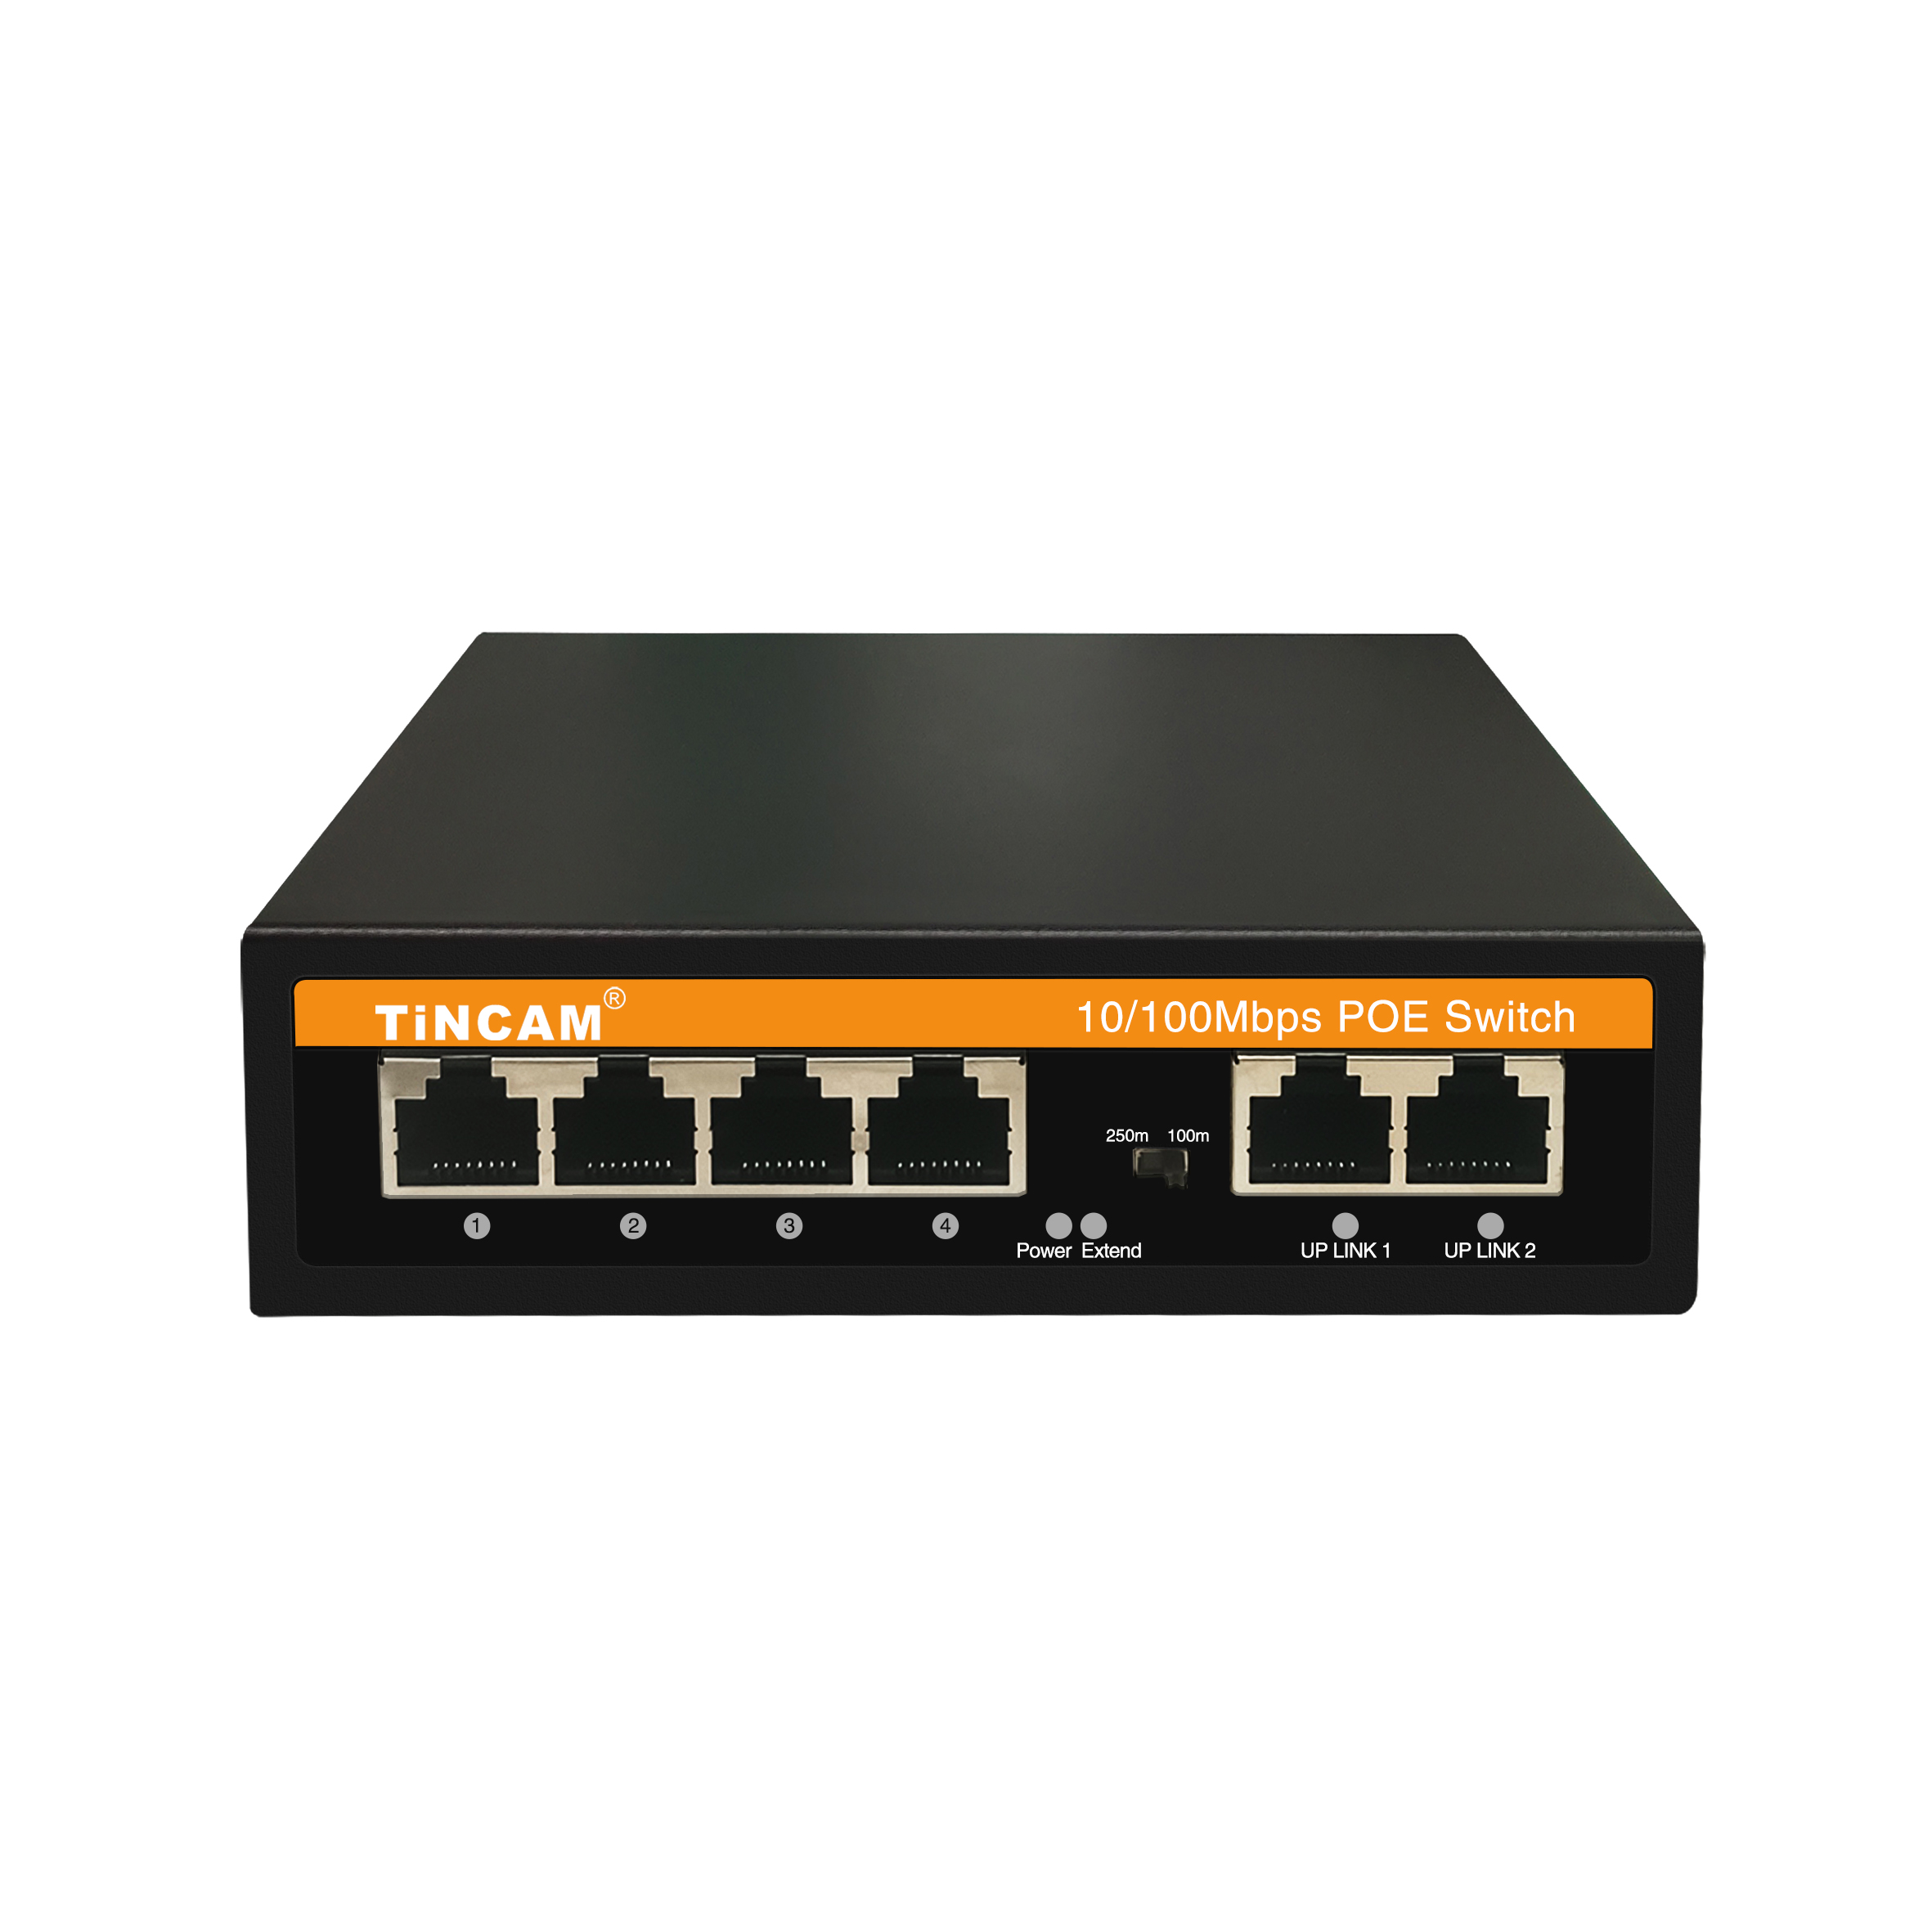 TiNCAM®
10/100Mbps POE Switch
250m 100m
1 2 3 4
Power Extend
UP LINK 1 UP LINK 2